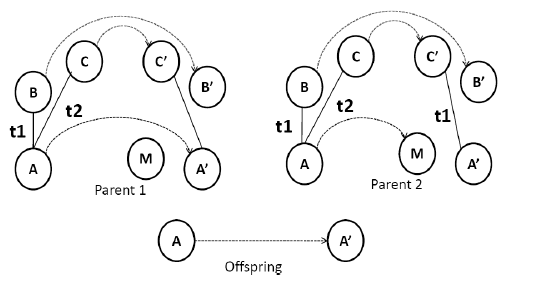 C
C'
B
B'
t1
t2
A
M
A'
Parent 1
C
C'
B
B'
t1
t2
t1
A
M
A'
Parent 2
A
A'
Offspring